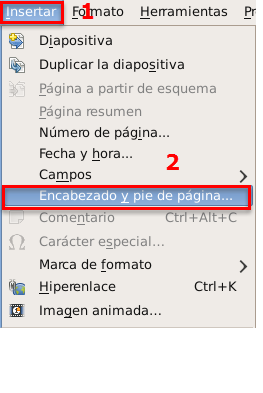 Insertar 1 Formato Herramientas Pr
Diapositiva
Duplicar la diapositiva
Página a partir de esquema
Página resumen
Número de página...
Fecha y hora...
2
Campos
Encabezado y pie de página...
Comentario Ctrl+Alt+C
Carácter especial...
Marca de formato
Hiperenlace Ctrl+K
Imagen animada...